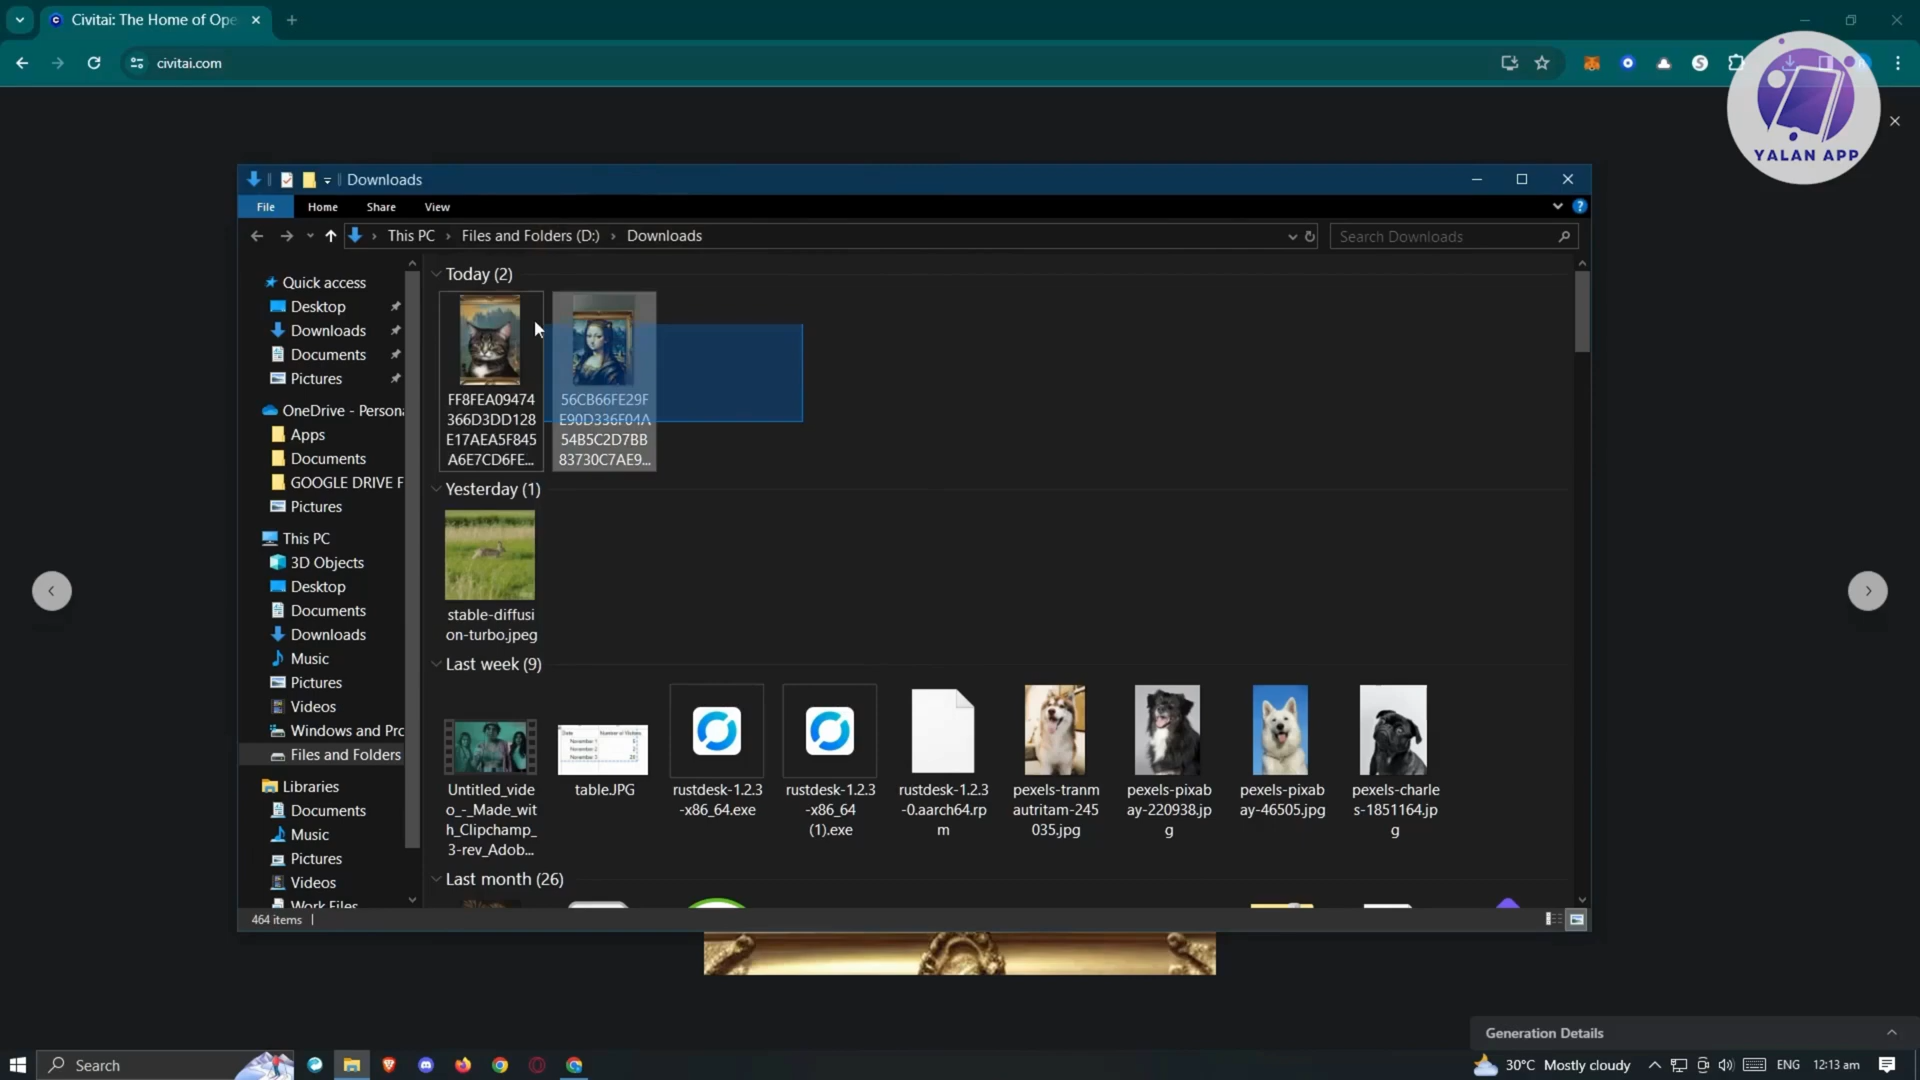 Civitai: The Home of Ope
civitai.com
YALAN APP
Downloads
File
Home
Share
View
This PC
Files and Folders (D:)
Downloads
Search Downloads
Quick access
Desktop
Downloads
Documents
Pictures
OneDrive - Persona
Apps
Documents
GOOGLE DRIVE F
Pictures
This PC
3D Objects
Desktop
Documents
Downloads
Music
Pictures
Videos
Windows and Pro
Files and Folders
Libraries
Documents
Music
Pictures
Videos
Work Files
Today (2)
FF8FEA09474
366D3DD128
E17AEA5F845
A6E7CD6FE...
56CB66FE29F
E90D336F04A
54B5C2D7BB
83730C7AE9...
Yesterday (1)
stable-diffusi
on-turbo.jpeg
Last week (9)
Untitled_vide
o_-_Made_wit
h_Clipchamp_
3-rev_Adob...
table.JPG
rustdesk-1.2.3
-x86_64.exe
rustdesk-1.2.3
-x86_64
(1).exe
rustdesk-1.2.3
-0.aarch64.rp
m
pexels-tranm
autritam-245
035.jpg
pexels-pixab
ay-220938.jp
g
pexels-pixab
ay-46505.jpg
pexels-charle
s-1851164.jp
g
Last month (26)
464 items
Generation Details
Search
30°C Mostly cloudy
ENG
12:13 am